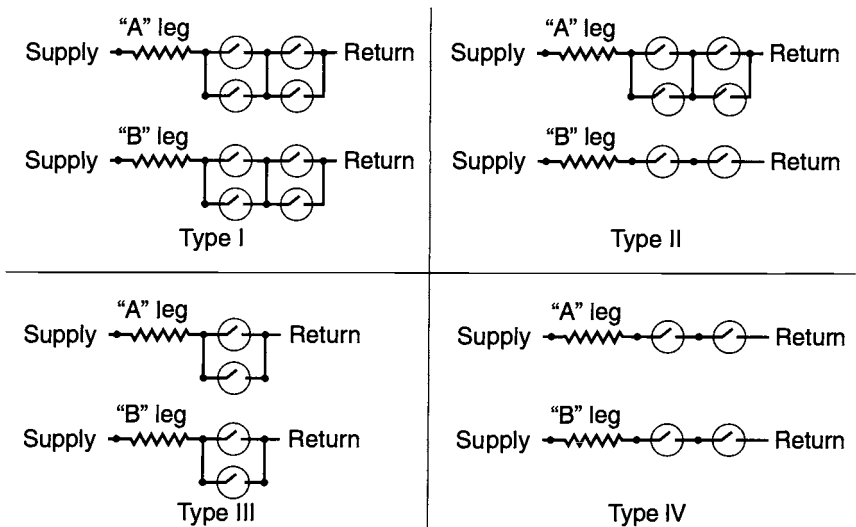 “A” leg
Supply Return
“B” leg
Supply Return
Type I
“A” leg
Supply Return
“B” leg
Supply Return
Type II
“A” leg
Supply Return
“B” leg
Supply Return
Type III
“A” leg
Supply Return
“B” leg
Supply Return
Type IV